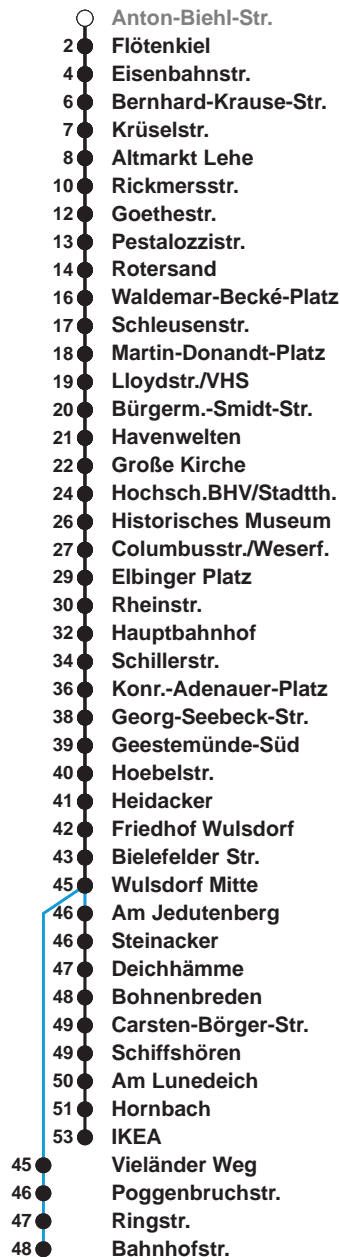 Anton-Biehl-Str.
2 Flötenkiel
4 Eisenbahnstr.
6 Bernhard-Krause-Str.
7 Krüselstr.
8 Altmarkt Lehe
10 Rickmersstr.
12 Goethestr.
13 Pestalozzistr.
14 Rotersand
16 Waldemar-Becké-Platz
17 Schleusenstr.
18 Martin-Donandt-Platz
19 Lloydstr./VHS
20 Bürgerm.-Smidt-Str.
21 Havenwelten
22 Große Kirche
24 Hochsch.BHV/Stadtth.
26 Historisches Museum
27 Columbusstr./Weserf.
29 Elbinger Platz
30 Rheinstr.
32 Hauptbahnhof
34 Schillerstr.
36 Konr.-Adenauer-Platz
38 Georg-Seebeck-Str.
39 Geestemünde-Süd
40 Hoebelstr.
41 Heidacker
42 Friedhof Wulsdorf
43 Bielefelder Str.
45 Wulsdorf Mitte
46 Am Jedutenberg
46 Steinacker
47 Deichhämme
48 Bohnenbreden
49 Carsten-Börger-Str.
49 Schiffshören
50 Am Lunedeich
51 Hornbach
53 IKEA
45 Vieländer Weg
46 Poggenbruchstr.
47 Ringstr.
48 Bahnhofstr.